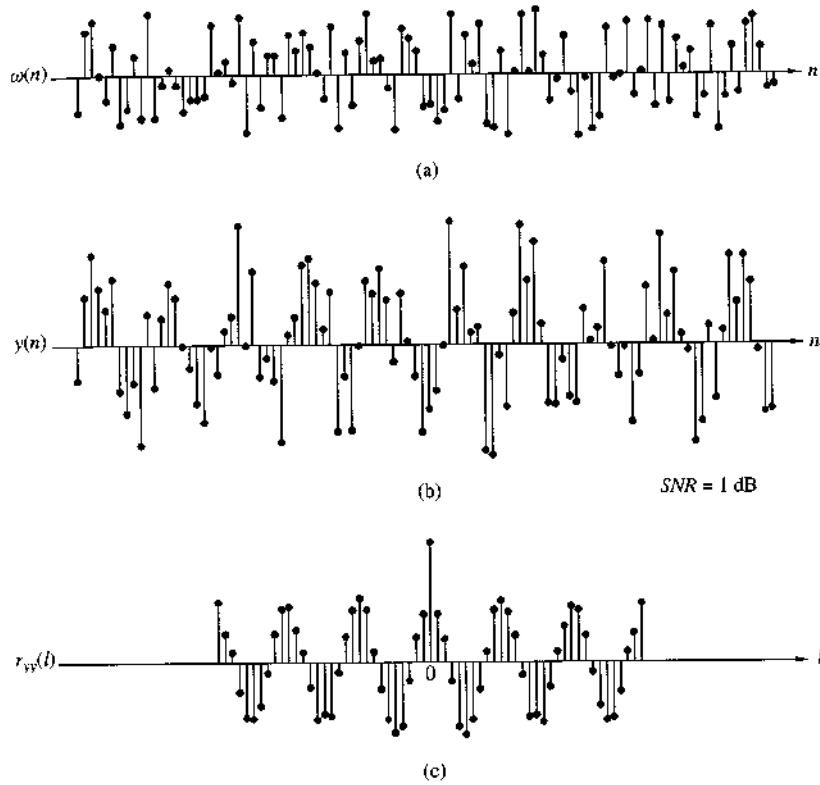 ω(n)
n
(a)
y(n)
n
(b)
SNR = 1 dB
r_yy(l)
0
l
(c)